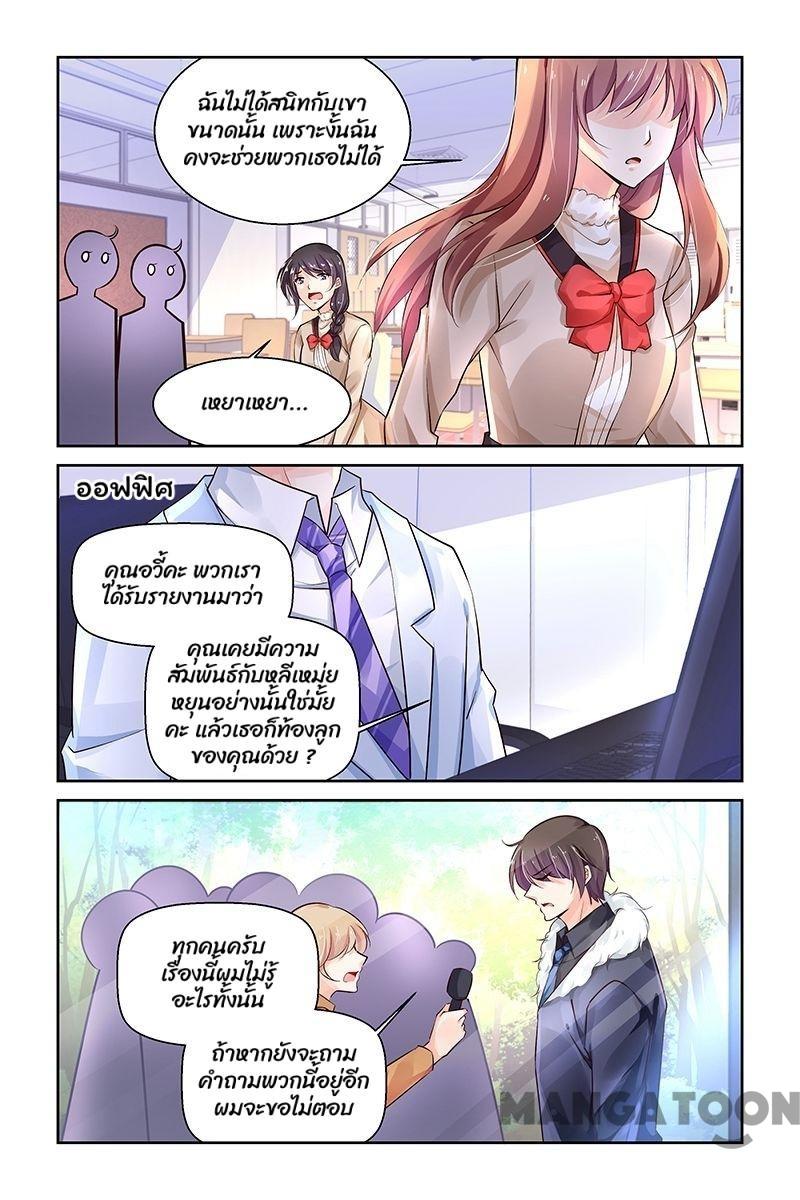 ฉันไม่ได้สนิทกับเขา
ขนาดนั้น เพราะงั้นฉัน
คงจะช่วยพวกเธอไม่ได้
เหยาเหยา...
ออฟฟิศ
คุณอวี้คะ พวกเรา
ได้รับรายงานมาว่า
คุณเคยมีความ
สัมพันธ์กับหลี่เหม่ย
หยุนอย่างนั้นใช่มั้ย
คะ แล้วเธอก็ท้องลูก
ของคุณด้วย ?
ทุกคนครับ
เรื่องนี้ผมไม่รู้
อะไรทั้งนั้น
ถ้าหากยังจะถาม
คำถามพวกนี้อยู่อีก
ผมจะขอไม่ตอบ
MANGATOON